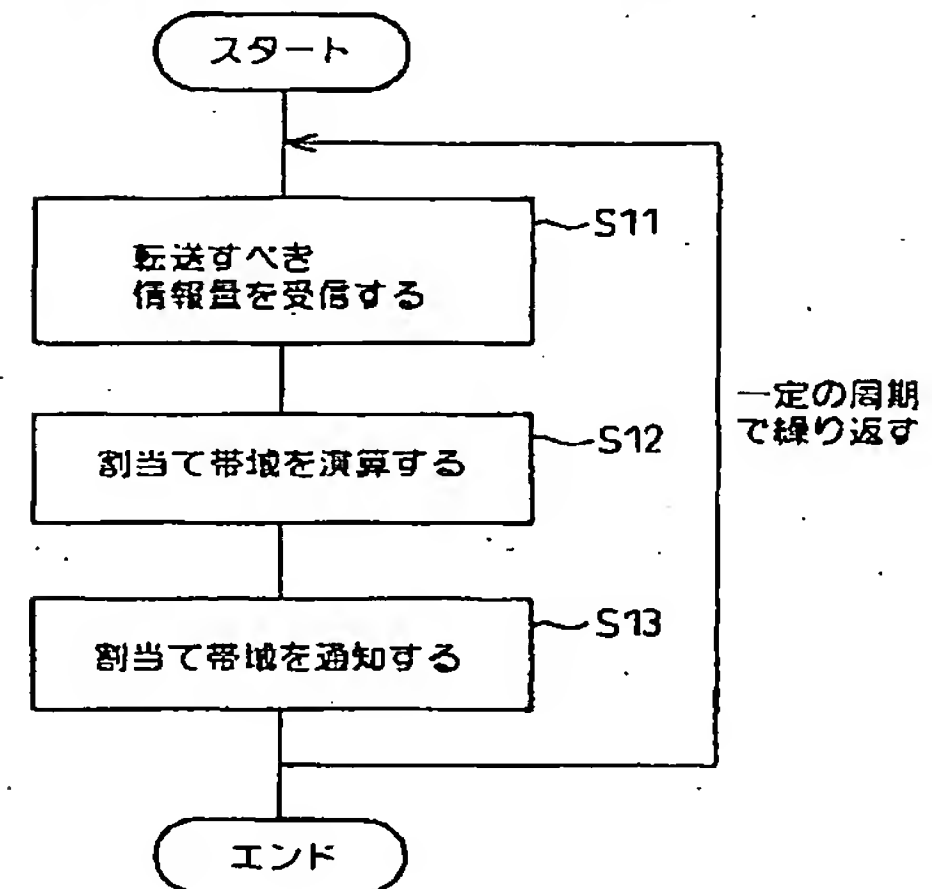 スタート
S11
転送すべき
情報量を受信する
一定の周期
で繰り返す
S12
割当て帯域を演算する
S13
割当て帯域を通知する
エンド